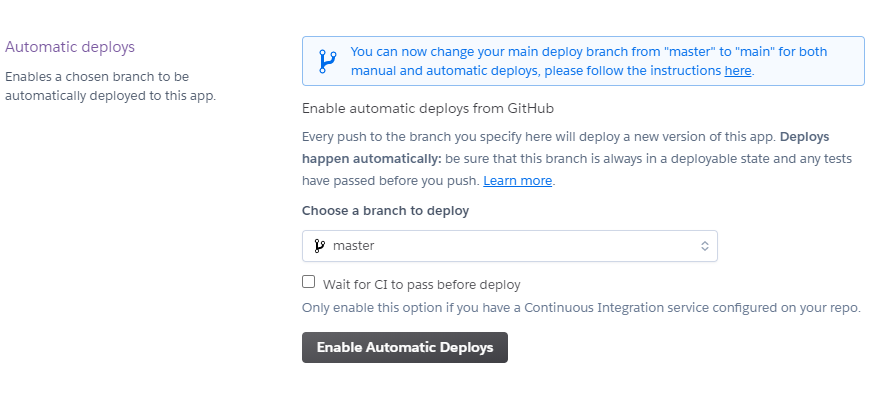 Automatic deploys
Enables a chosen branch to be
automatically deployed to this app.
You can now change your main deploy branch from "master" to "main" for both
manual and automatic deploys, please follow the instructions here.
Enable automatic deploys from GitHub
Every push to the branch you specify here will deploy a new version of this app. Deploys
happen automatically: be sure that this branch is always in a deployable state and any tests
have passed before you push. Learn more.
Choose a branch to deploy
master
Wait for CI to pass before deploy
Only enable this option if you have a Continuous Integration service configured on your repo.
Enable Automatic Deploys